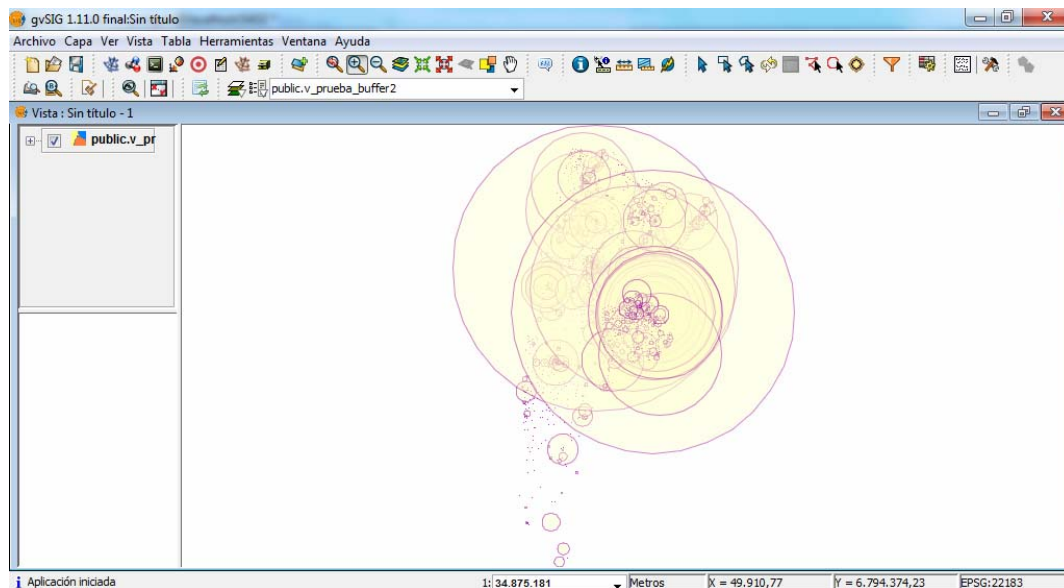 gvSIG 1.11.0 final:Sin título
Archivo Capa Ver Vista Tabla Herramientas Ventana Ayuda
public.v_prueba_buffer2
Vista : Sin título - 1
public.v_pr
Aplicación iniciada
1: 34.875.181
Metros
X = 49.910,77
Y = 6.794.374,23
EPSG:22183